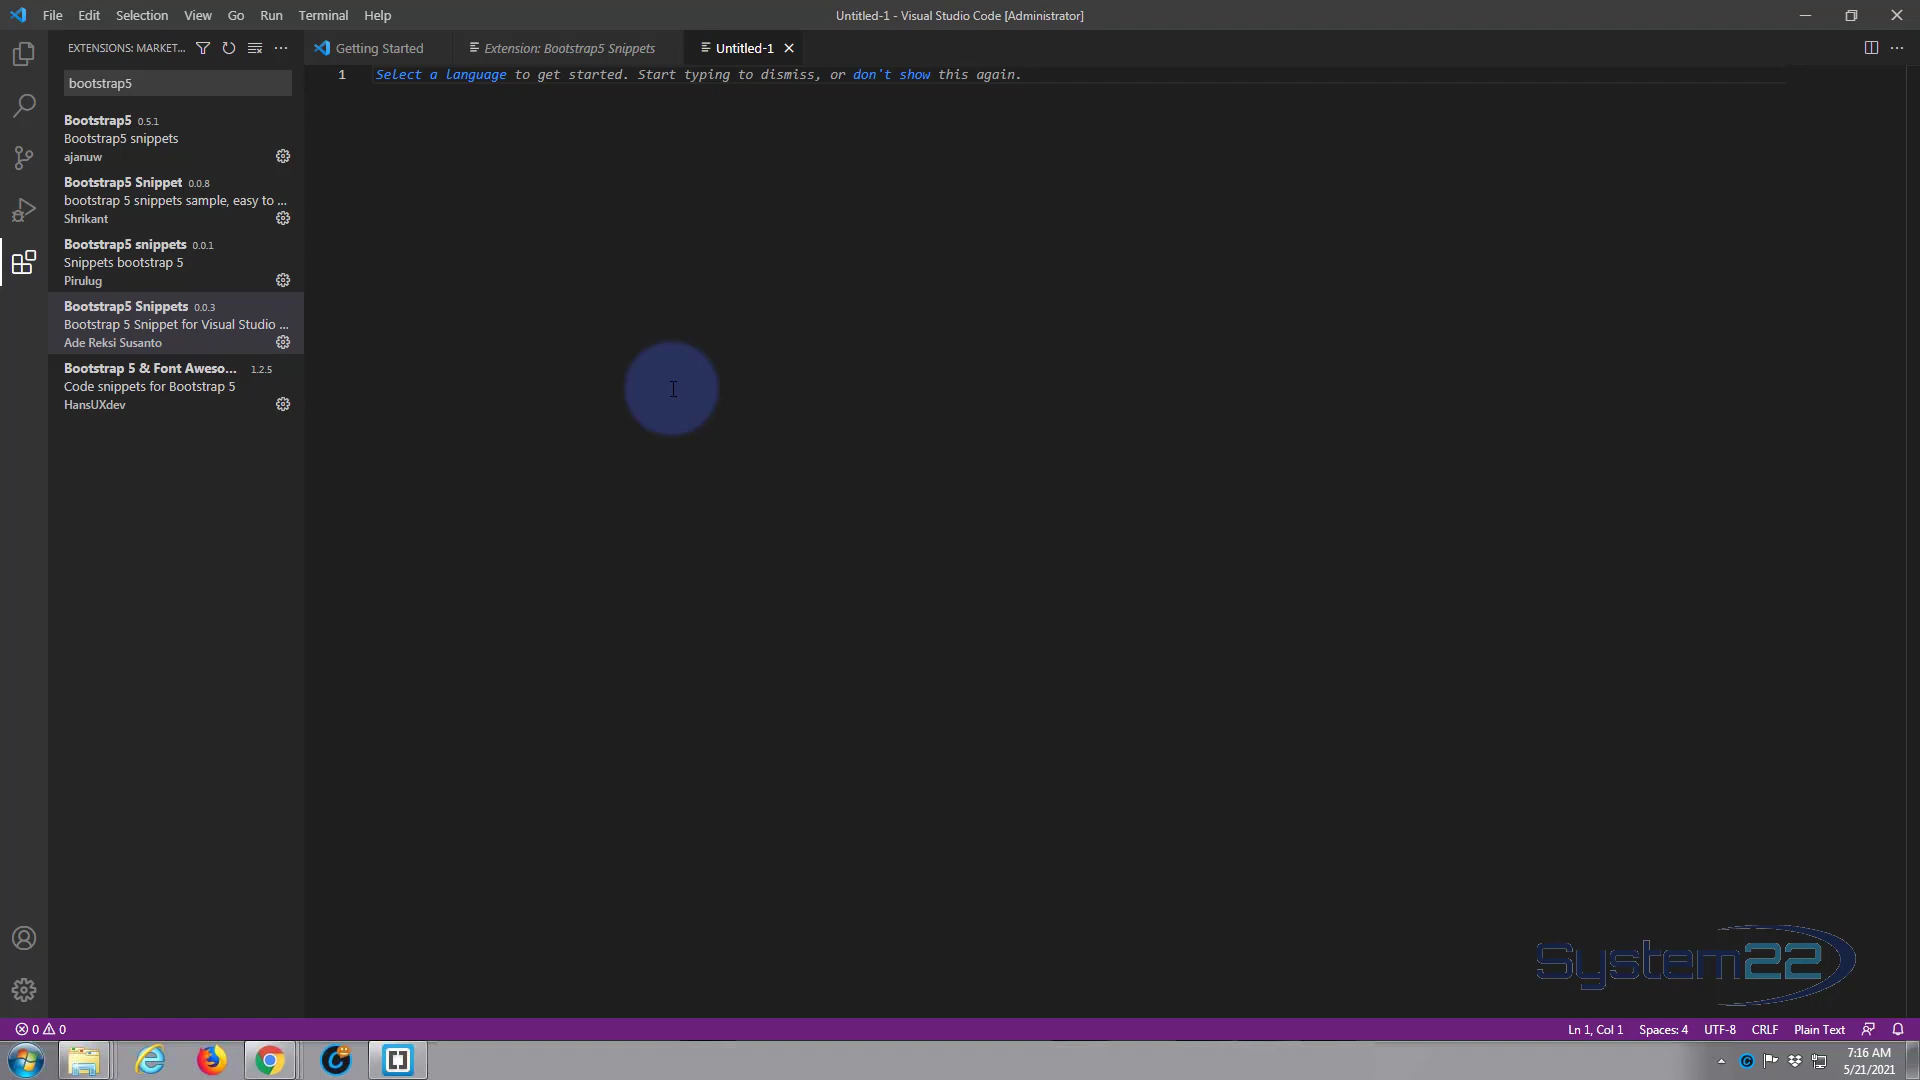 File Edit Selection View Go Run Terminal Help
Untitled-1 - Visual Studio Code [Administrator]
EXTENSIONS: MARKET...
Getting Started
Extension: Bootstrap5 Snippets
Untitled-1
bootstrap5
1 Select a language to get started. Start typing to dismiss, or don't show this again.
Bootstrap5 0.5.1
Bootstrap5 snippets
ajanuw
Bootstrap5 Snippet 0.0.8
bootstrap 5 snippets sample, easy to ...
Shrikant
Bootstrap5 snippets 0.0.1
Snippets bootstrap 5
Pirulug
Bootstrap5 Snippets 0.0.3
Bootstrap 5 Snippet for Visual Studio ...
Ade Reksi Susanto
Bootstrap 5 & Font Aweso... 1.2.5
Code snippets for Bootstrap 5
HansUXdev
System22
0 0
Ln 1, Col 1 Spaces: 4 UTF-8 CRLF Plain Text
7:16 AM
5/21/2021